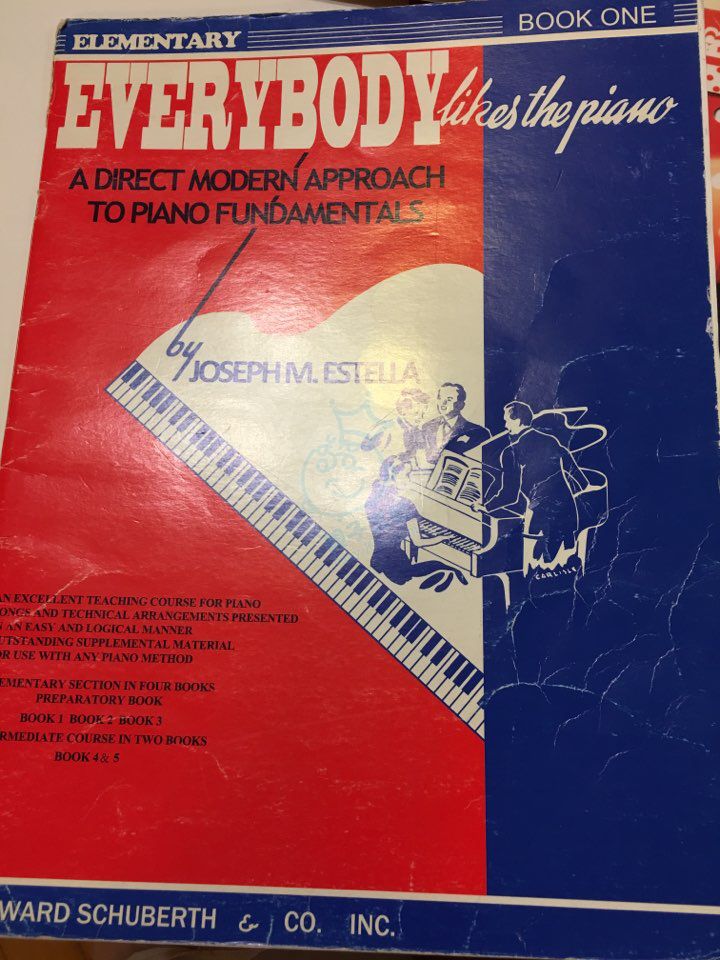 ELEMENTARY
BOOK ONE
EVERYBODY likes the piano
A DIRECT MODERN APPROACH
TO PIANO FUNDAMENTALS
by JOSEPH M. ESTELLA
CARLISLE
AN EXCELLENT TEACHING COURSE FOR PIANO
ONGS AND TECHNICAL ARRANGEMENTS PRESENTED
N AN EASY AND LOGICAL MANNER
UTSTANDING SUPPLEMENTAL MATERIAL
OR USE WITH ANY PIANO METHOD
EMENTARY SECTION IN FOUR BOOKS
PREPARATORY BOOK
BOOK 1 BOOK 2 BOOK 3
ERMEDIATE COURSE IN TWO BOOKS
BOOK 4 & 5
WARD SCHUBERTH & CO. INC.